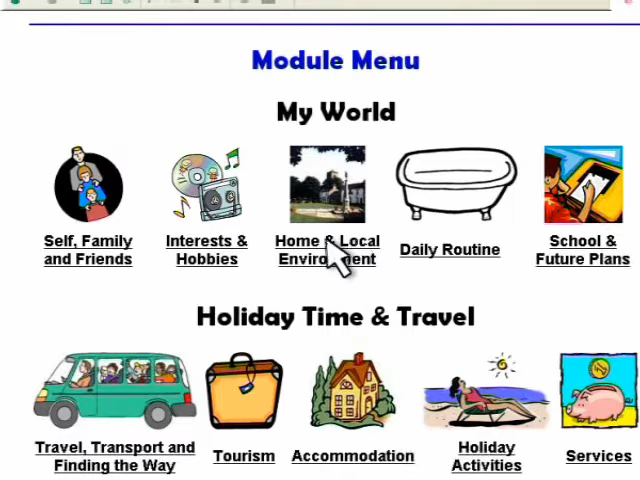 Module Menu
My World
Self, Family
and Friends
Interests &
Hobbies
Home & Local
Environment
Daily Routine
School &
Future Plans
Holiday Time & Travel
Travel, Transport and
Finding the Way
Tourism
Accommodation
Holiday
Activities
Services